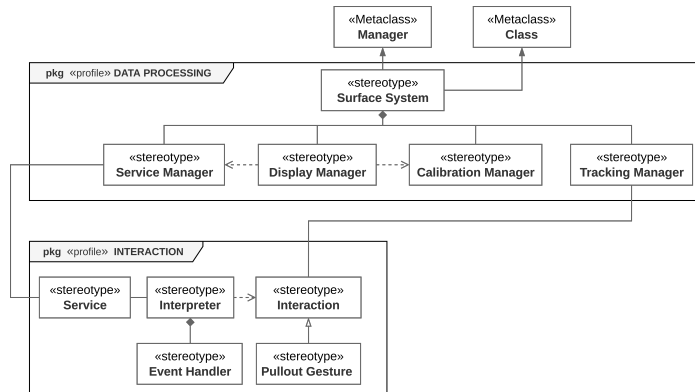 «Metaclass»
Manager
«Metaclass»
Class
pkg «profile» DATA PROCESSING
«stereotype»
Surface System
«stereotype»
Service Manager
«stereotype»
Display Manager
«stereotype»
Calibration Manager
«stereotype»
Tracking Manager
pkg «profile» INTERACTION
«stereotype»
Service
«stereotype»
Interpreter
«stereotype»
Interaction
«stereotype»
Event Handler
«stereotype»
Pullout Gesture